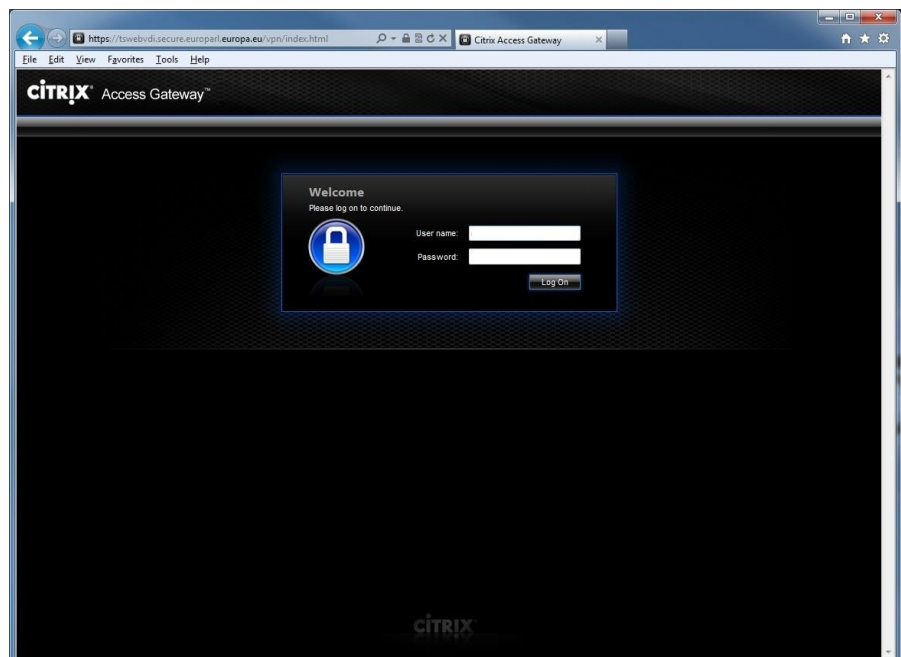 https://tswebvdi.secure.europarl.europa.eu/vpn/index.html
Citrix Access Gateway
File Edit View Favorites Tools Help
CITRIX® Access Gateway™
Welcome
Please log on to continue.
User name:
Password:
Log On
CITRIX